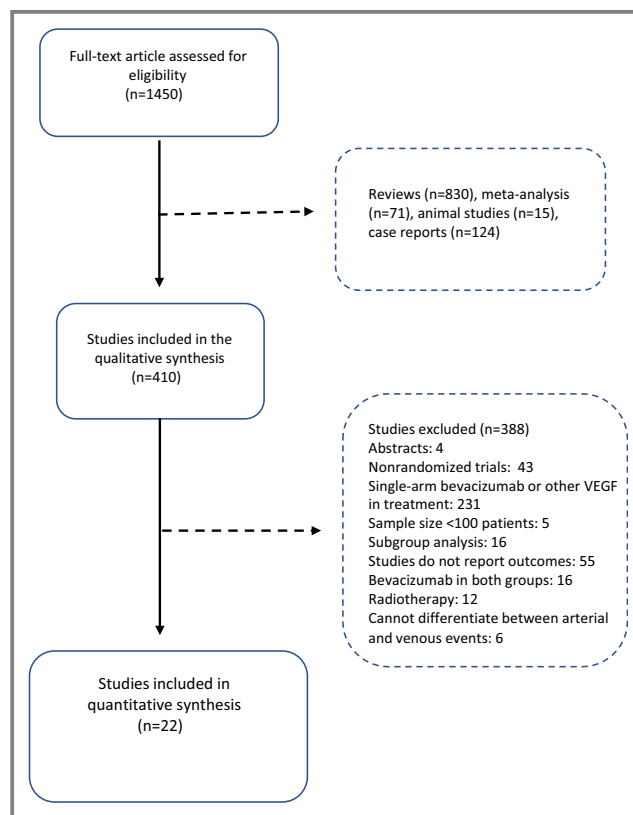 Full-text article assessed for
eligibility
(n=1450)
Reviews (n=830), meta-analysis
(n=71), animal studies (n=15),
case reports (n=124)
Studies included in the
qualitative synthesis
(n=410)
Studies excluded (n=388)
Abstracts: 4
Nonrandomized trials: 43
Single-arm bevacizumab or other VEGF
in treatment: 231
Sample size <100 patients: 5
Subgroup analysis: 16
Studies do not report outcomes: 55
Bevacizumab in both groups: 16
Radiotherapy: 12
Cannot differentiate between arterial
and venous events: 6
Studies included in
quantitative synthesis
(n=22)